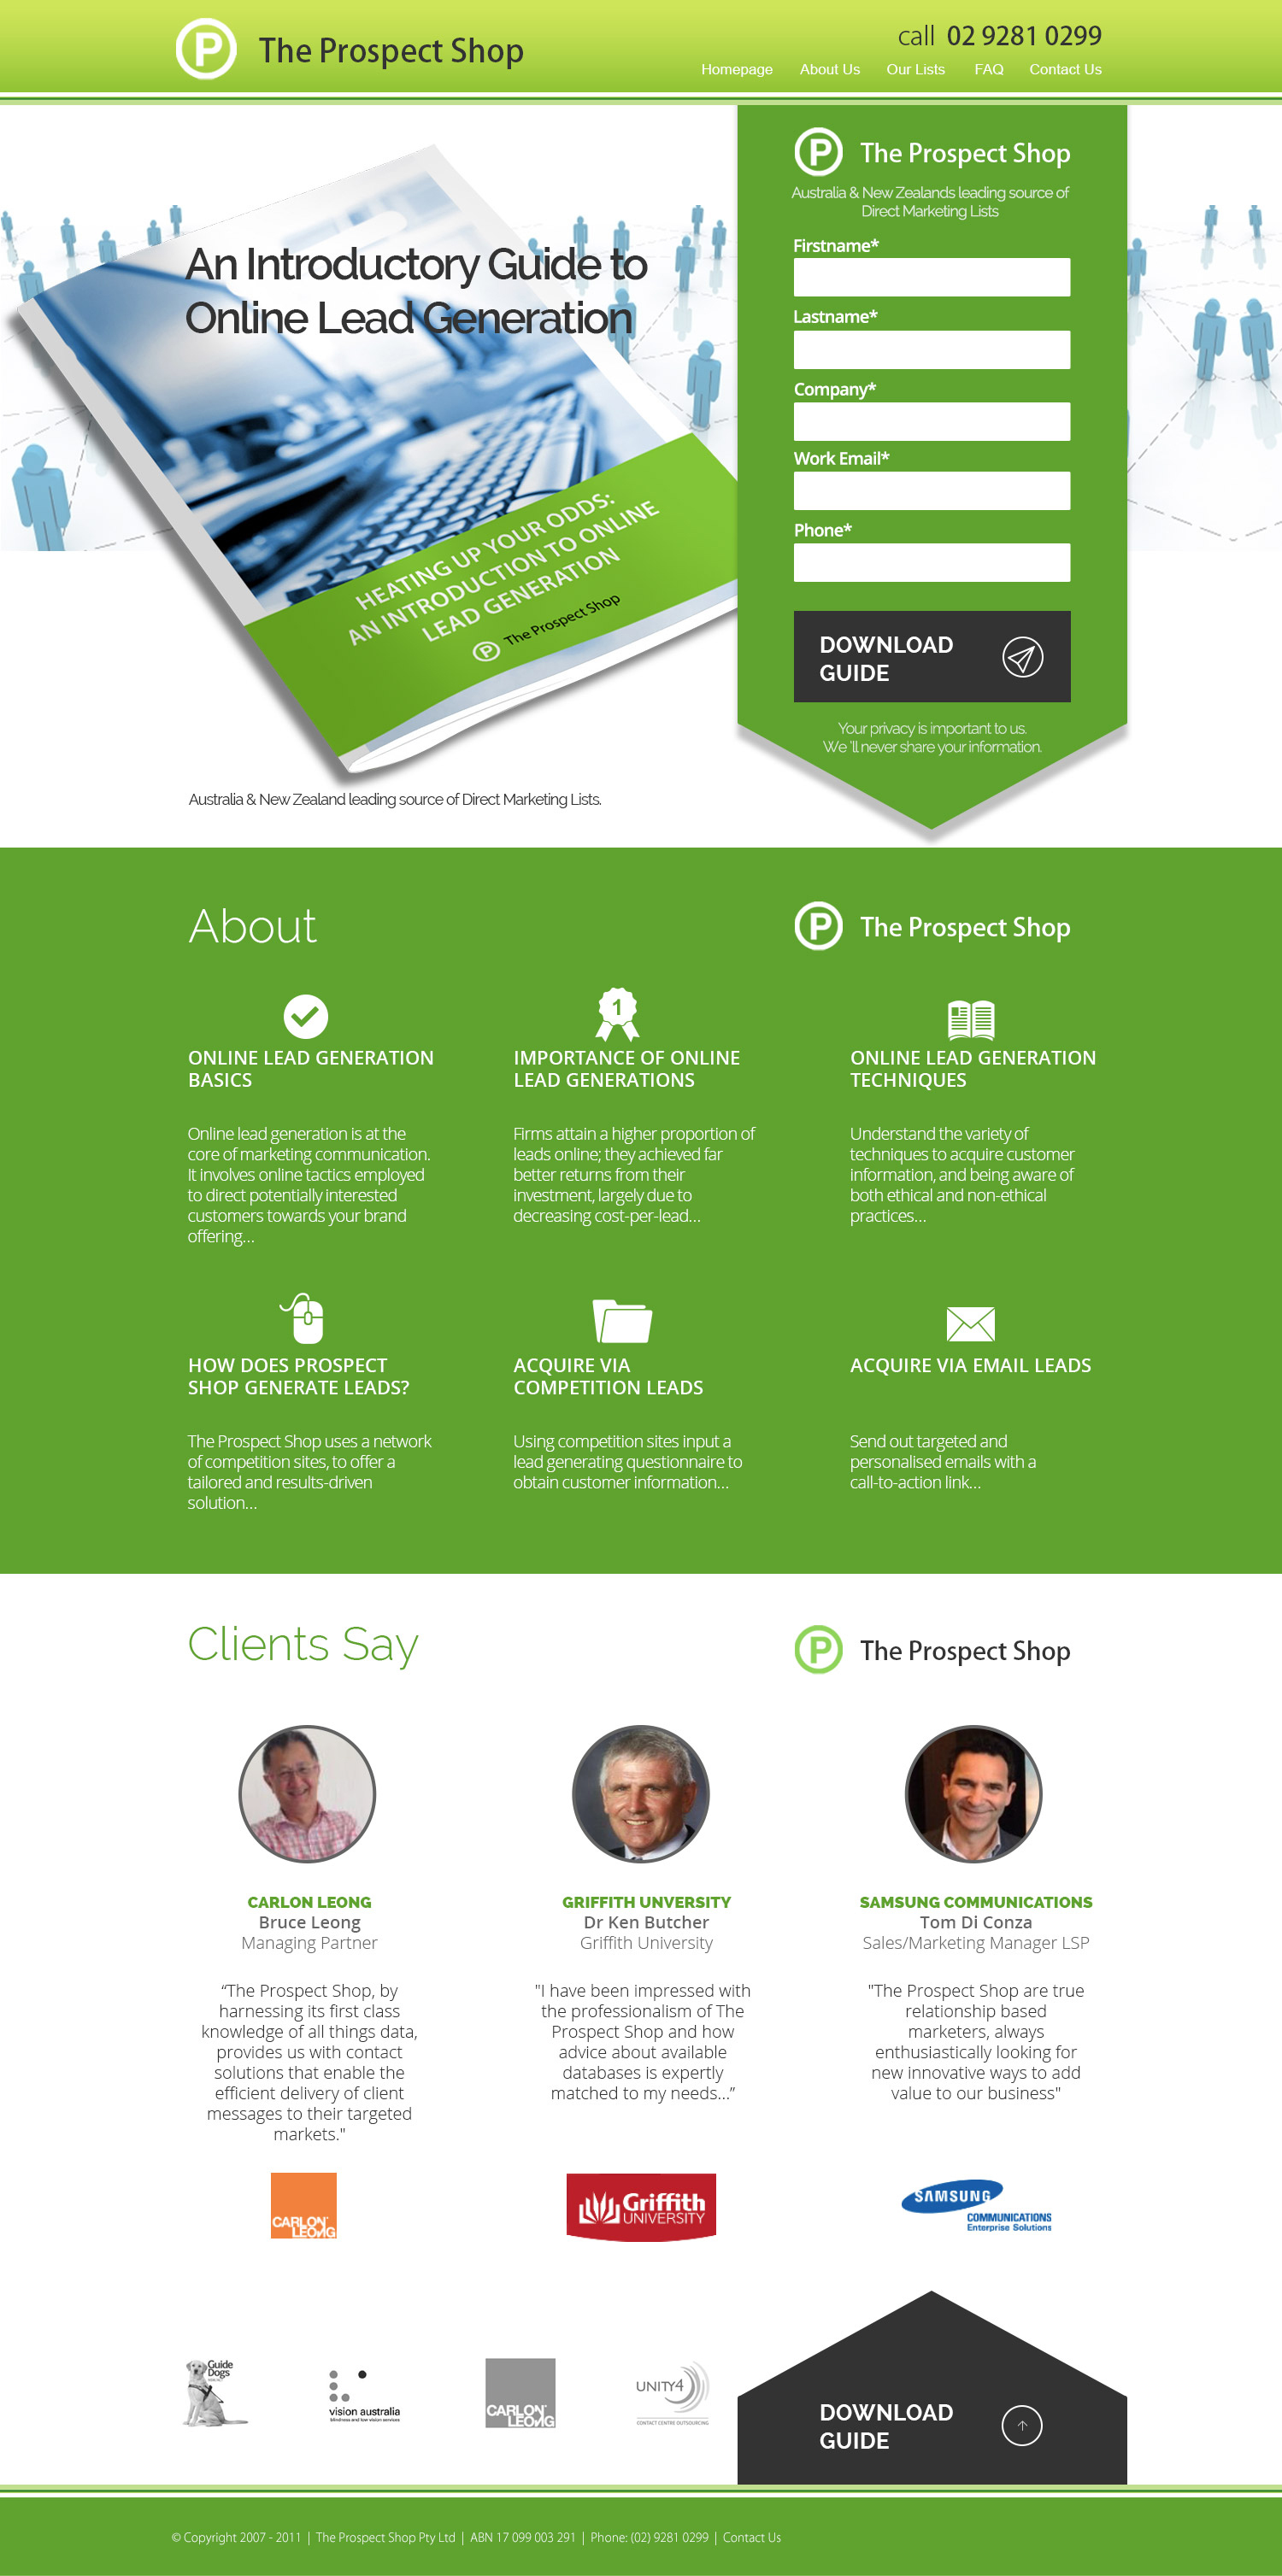 P The Prospect Shop
call 02 9281 0299
Homepage About Us Our Lists FAQ Contact Us
An Introductory Guide to
Online Lead Generation
HEATING UP YOUR ODDS:
AN INTRODUCTION TO ONLINE
LEAD GENERATION
P The Prospect Shop
Australia & New Zealand leading source of Direct Marketing Lists.
P The Prospect Shop
Australia & New Zealands leading source of
Direct Marketing Lists
Firstname*
Lastname*
Company*
Work Email*
Phone*
DOWNLOAD
GUIDE
Your privacy is important to us.
We 'll never share your information.
About
P The Prospect Shop
ONLINE LEAD GENERATION
BASICS
Online lead generation is at the
core of marketing communication.
It involves online tactics employed
to direct potentially interested
customers towards your brand
offering...
1
IMPORTANCE OF ONLINE
LEAD GENERATIONS
Firms attain a higher proportion of
leads online; they achieved far
better returns from their
investment, largely due to
decreasing cost-per-lead...
ONLINE LEAD GENERATION
TECHNIQUES
Understand the variety of
techniques to acquire customer
information, and being aware of
both ethical and non-ethical
practices...
HOW DOES PROSPECT
SHOP GENERATE LEADS?
The Prospect Shop uses a network
of competition sites, to offer a
tailored and results-driven
solution...
ACQUIRE VIA
COMPETITION LEADS
Using competition sites input a
lead generating questionnaire to
obtain customer information...
ACQUIRE VIA EMAIL LEADS
Send out targeted and
personalised emails with a
call-to-action link...
Clients Say
P The Prospect Shop
CARLON LEONG
Bruce Leong
Managing Partner
“The Prospect Shop, by
harnessing its first class
knowledge of all things data,
provides us with contact
solutions that enable the
efficient delivery of client
messages to their targeted
markets."
CARLON
LEONG
GRIFFITH UNVERSITY
Dr Ken Butcher
Griffith University
"I have been impressed with
the professionalism of The
Prospect Shop and how
advice about available
databases is expertly
matched to my needs...”
Griffith
UNIVERSITY
SAMSUNG COMMUNICATIONS
Tom Di Conza
Sales/Marketing Manager LSP
"The Prospect Shop are true
relationship based
marketers, always
enthusiastically looking for
new innovative ways to add
value to our business"
SAMSUNG
COMMUNICATIONS
Enterprise Solutions
Guide
Dogs
vision australia
blindness and low vision services
CARLON
LEONG
UNITY4
CONTACT CENTRE OUTSOURCING
DOWNLOAD
GUIDE
© Copyright 2007 - 2011 | The Prospect Shop Pty Ltd | ABN 17 099 003 291 | Phone: (02) 9281 0299 | Contact Us